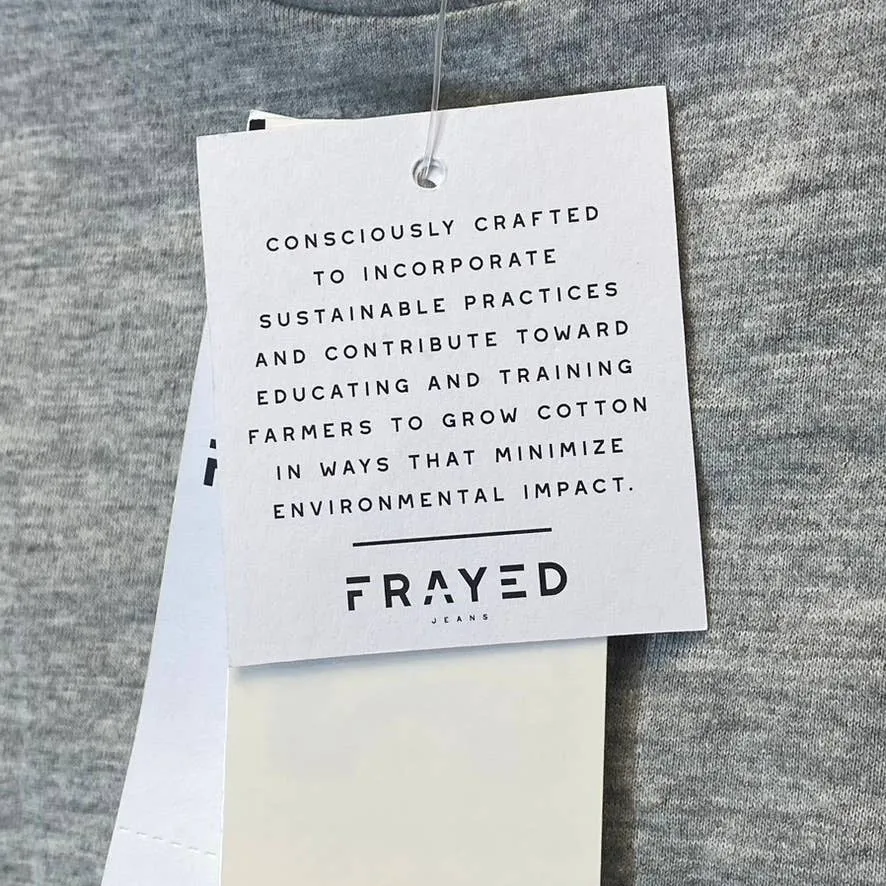 CONSCIOUSLY CRAFTED
TO INCORPORATE
SUSTAINABLE PRACTICES
AND CONTRIBUTE TOWARD
EDUCATING AND TRAINING
FARMERS TO GROW COTTON
IN WAYS THAT MINIMIZE
ENVIRONMENTAL IMPACT.
FRAYED
JEANS